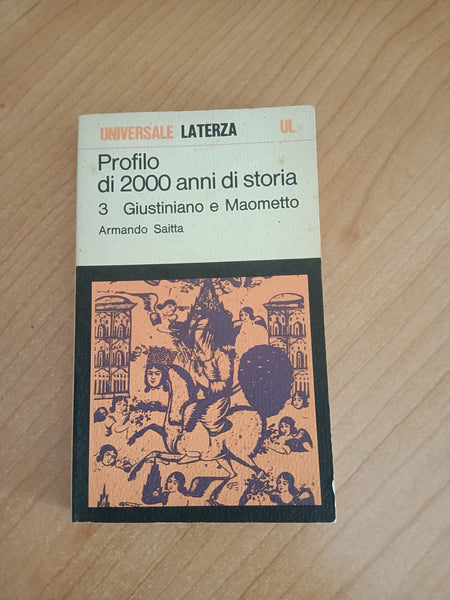 UNIVERSALE LATERZA UL
Profilo
di 2000 anni di storia
3 Giustiniano e Maometto
Armando Saitta